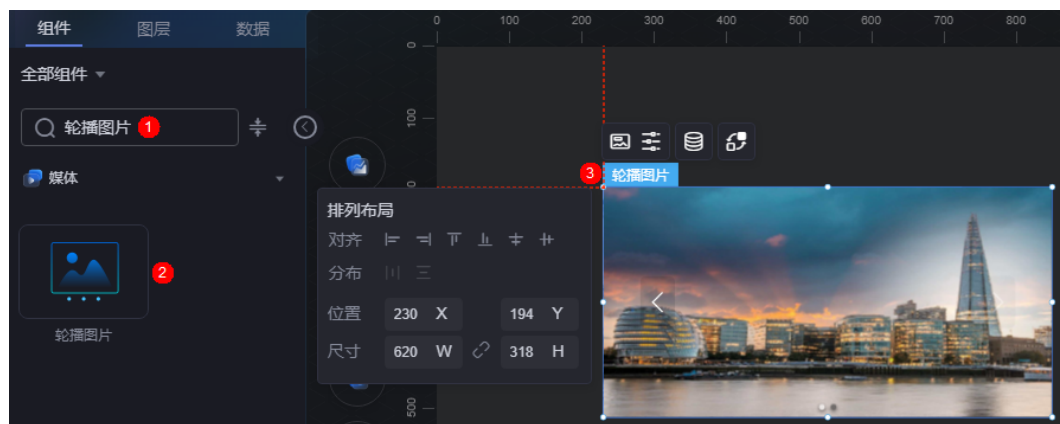 组件 图层 数据
全部组件
轮播图片 1
媒体
2
轮播图片
0 100 200 300 400 500 600 700 800
0
100
0
500
排列布局
对齐
分布
位置 230 X 194 Y
尺寸 620 W 318 H
3 轮播图片